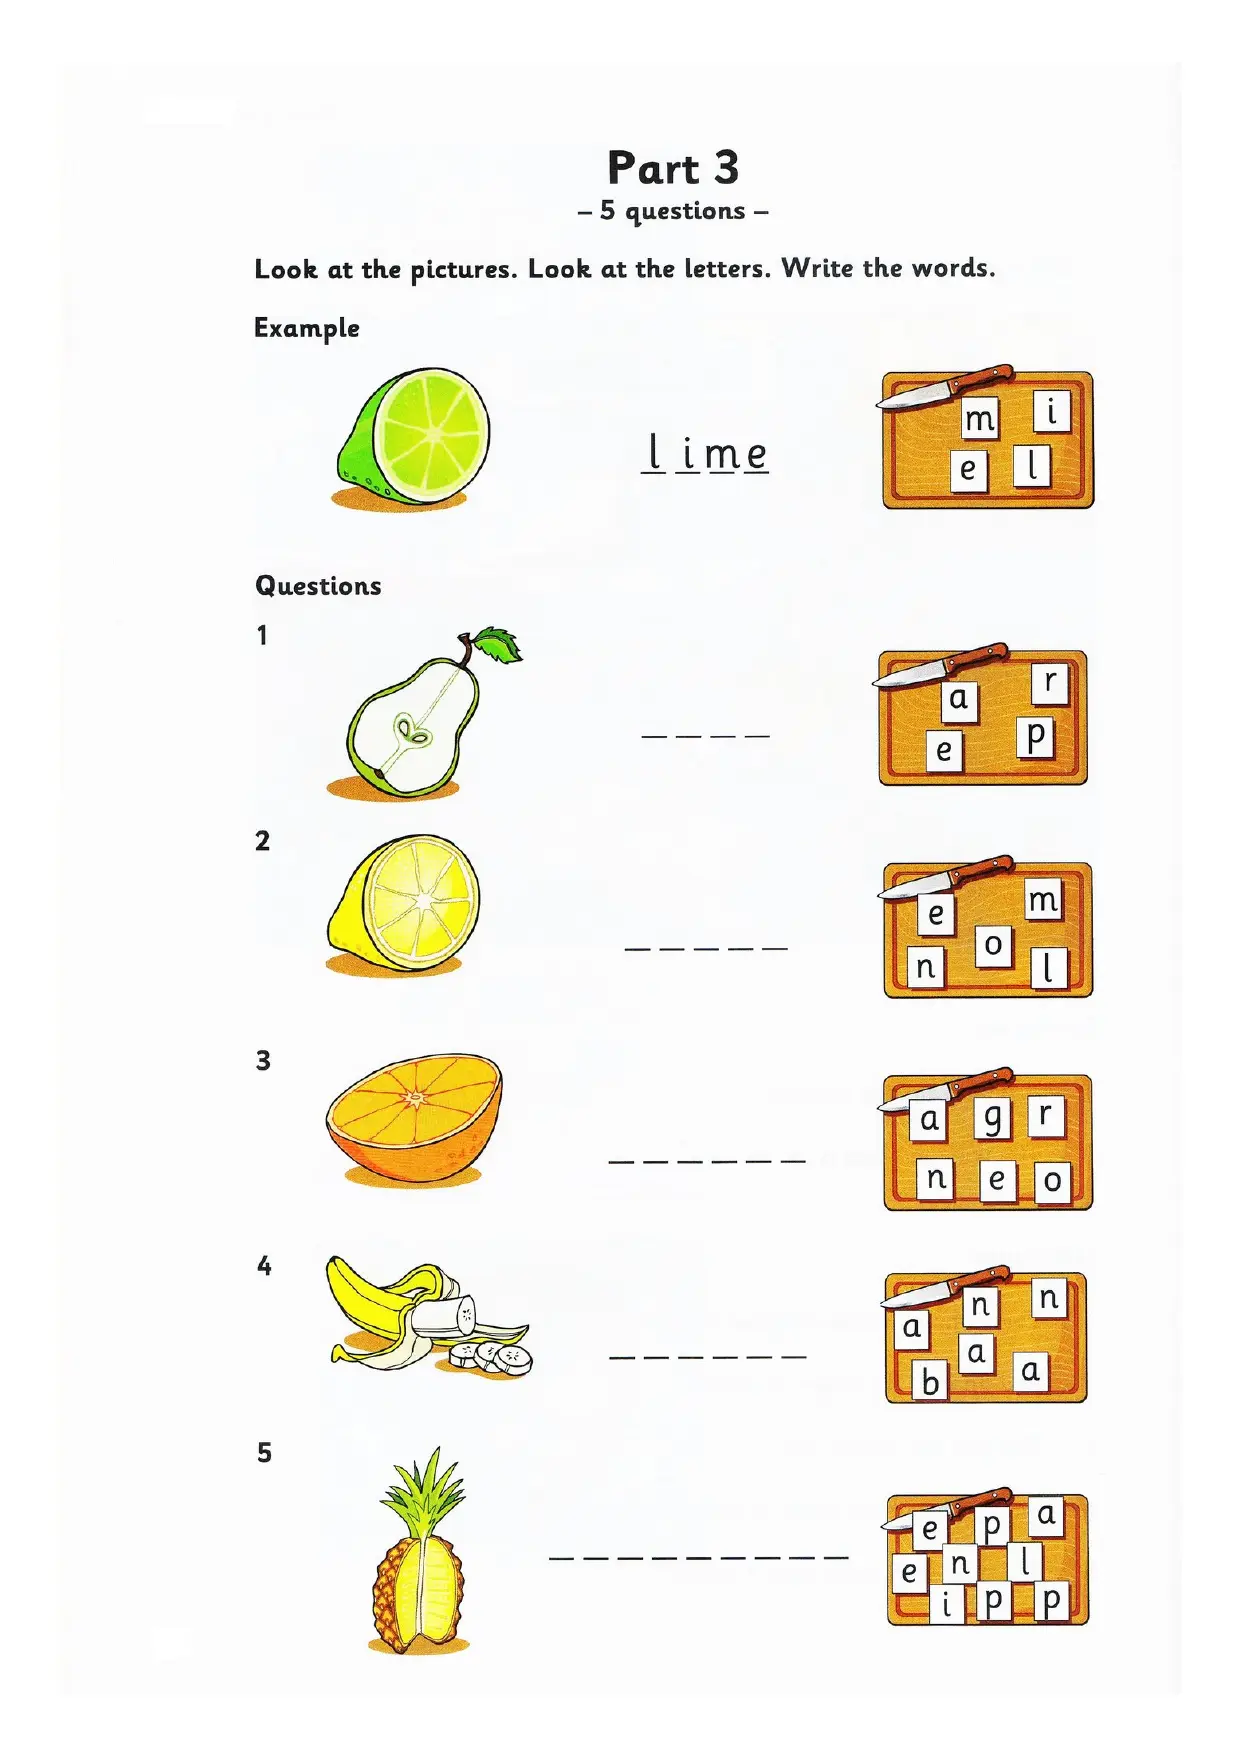 Part 3
– 5 questions –
Look at the pictures. Look at the letters. Write the words.
Example
m i
l i m e
e l
Questions
1
a r
e p
_ _ _ _
2
e m
o
n l
_ _ _ _ _
3
a g r
n e o
_ _ _ _ _ _
4
n n
a
a a
b
_ _ _ _ _ _
5
e p a
e n l
i p p
_ _ _ _ _ _ _ _ _